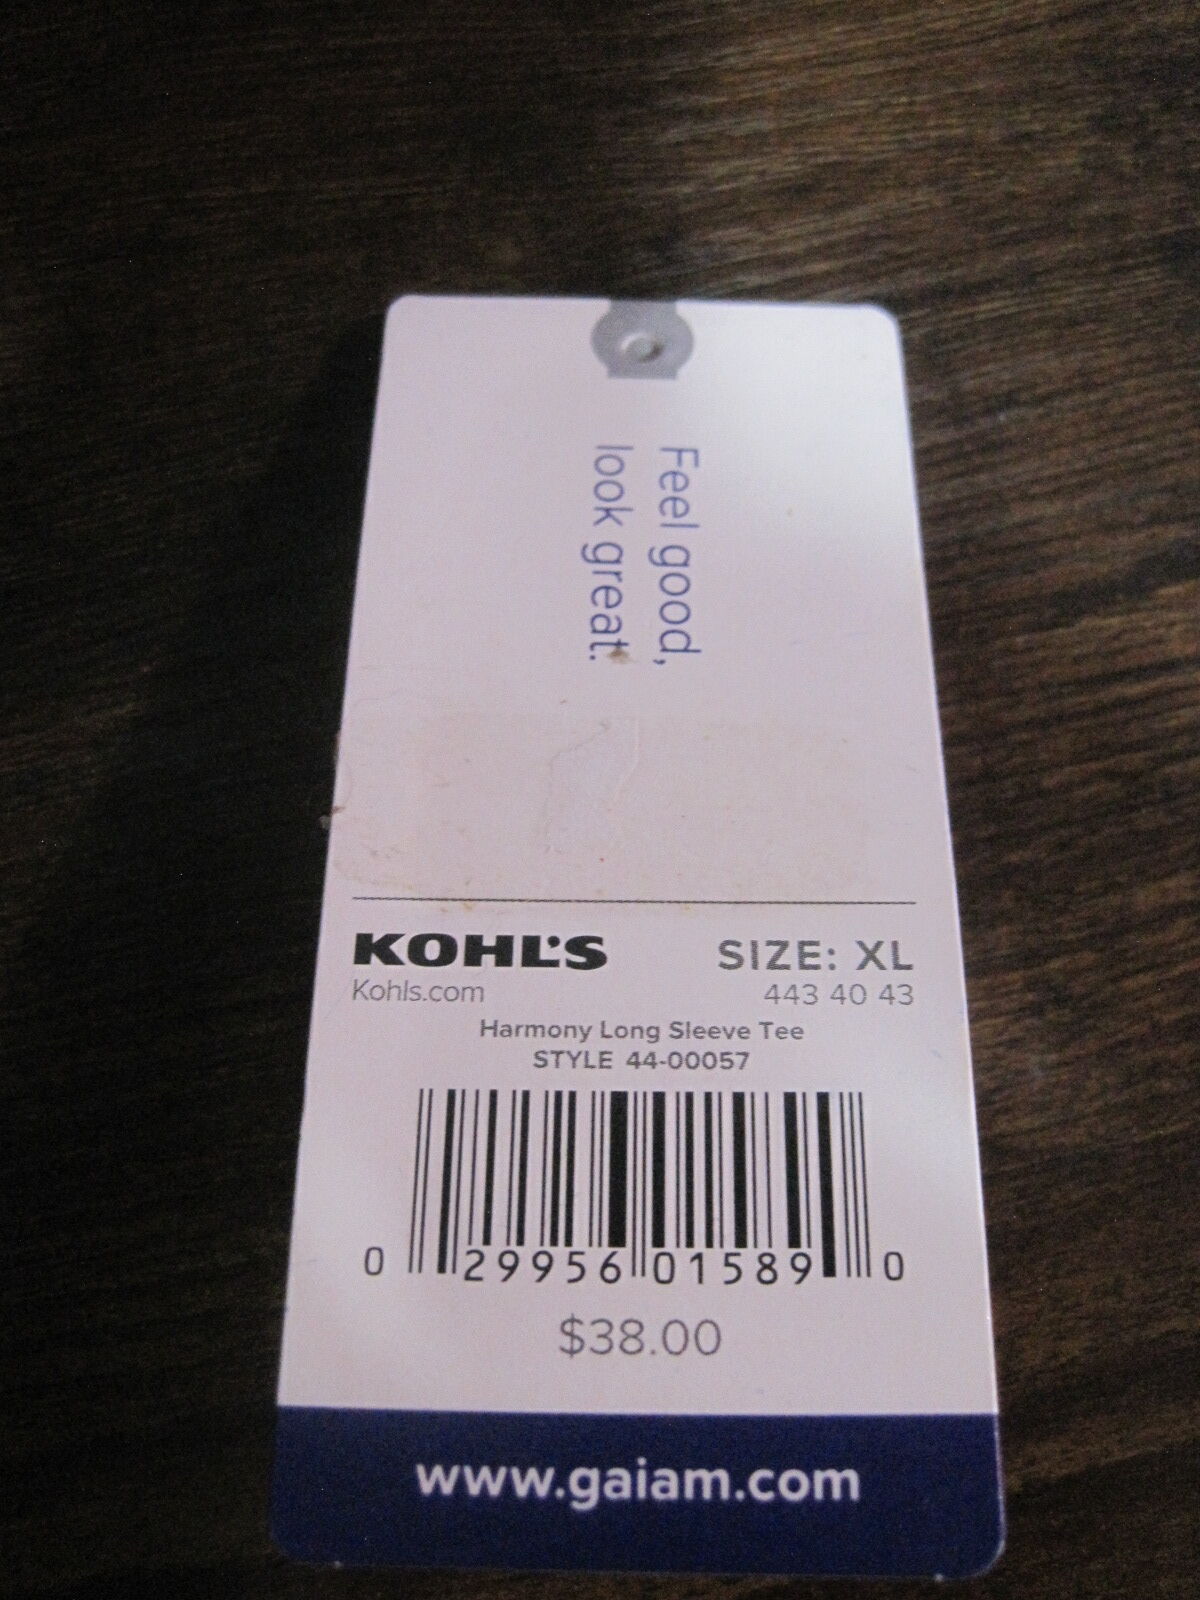 Feel good,
look great.
KOHL'S
SIZE: XL
Kohls.com
443 40 43
Harmony Long Sleeve Tee
STYLE 44-00057
0 29956 01589 0
$38.00
www.gaiam.com